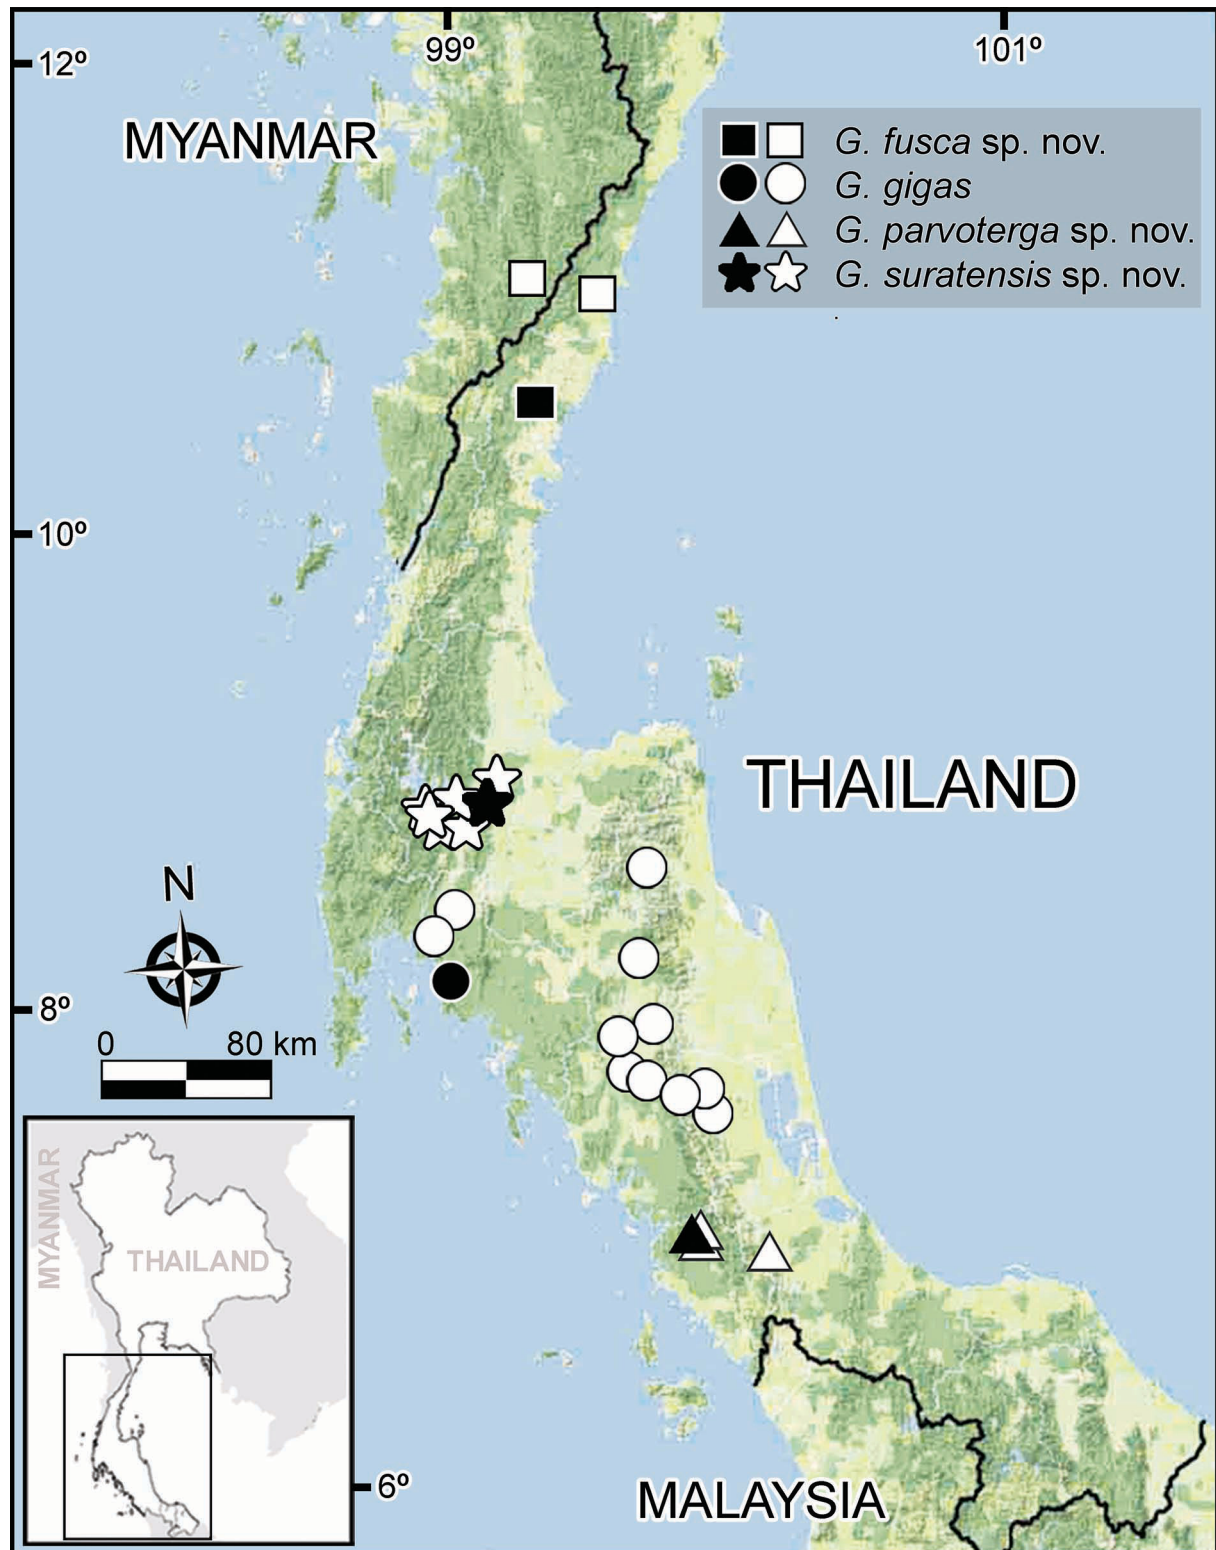 99º
101º
12º
MYANMAR
G. fusca sp. nov.
G. gigas
G. parvoterga sp. nov.
G. suratensis sp. nov.
10º
THAILAND
N
8º
0 80 km
MYANMAR
THAILAND
6º
MALAYSIA